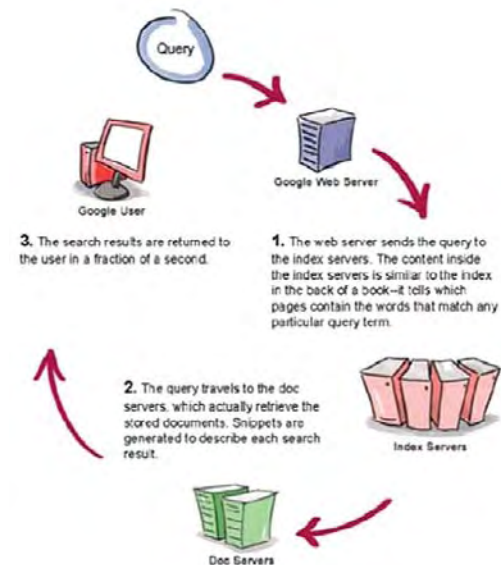 Query
Google Web Server
Google User
3. The search results are returned to
the user in a fraction of a second.
1. The web server sends the query to
the index servers. The content inside
the index servers is similar to the index
in the back of a book--it tells which
pages contain the words that match any
particular query term.
2. The query travels to the doc
servers, which actually retrieve the
stored documents. Snippets are
generated to describe each search
result.
Index Servers
Doc Servers